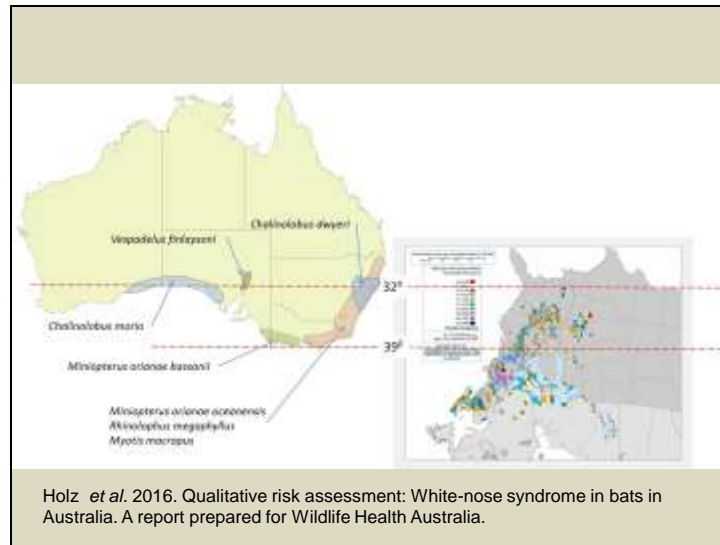 Chalinolobus dwyeri
Vespadelus finlaysoni
32°
Chalinolobus morio
39°
Miniopterus orianae bassanii
Miniopterus orianae oceanensis
Rhinolophus megaphyllus
Myotis macropus
Holz et al. 2016. Qualitative risk assessment: White-nose syndrome in bats in
Australia. A report prepared for Wildlife Health Australia.